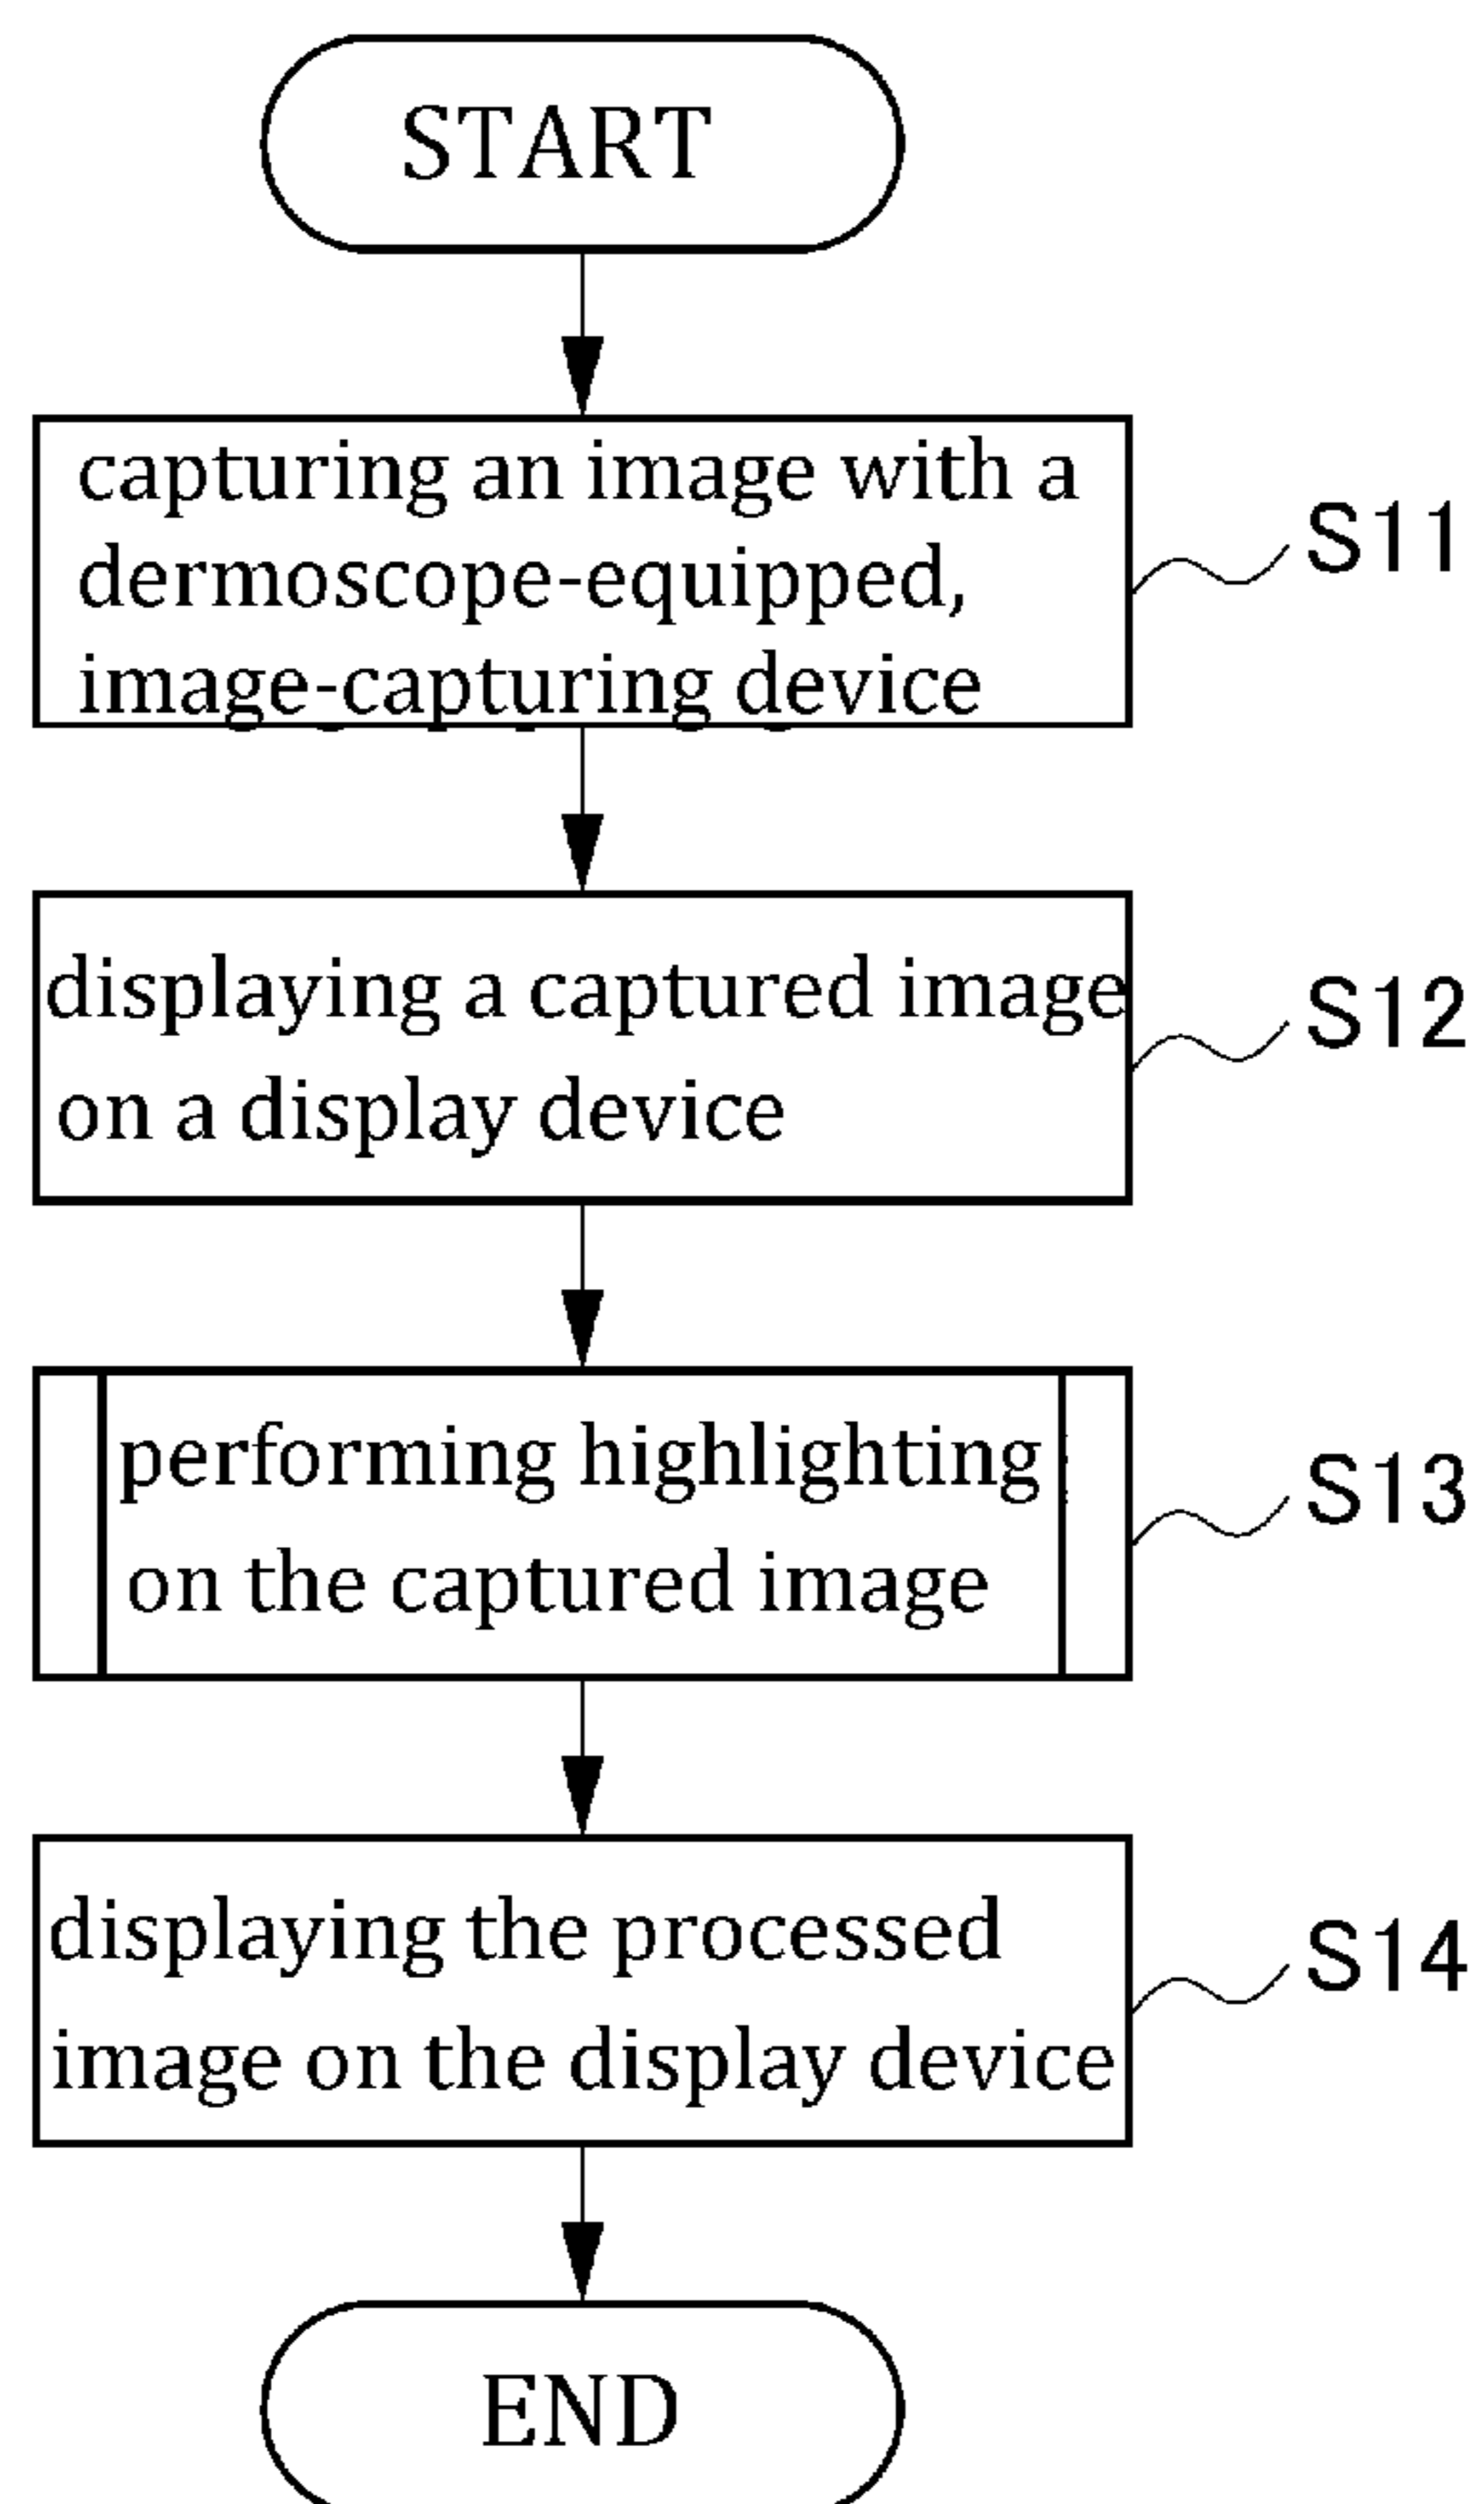 START
capturing an image with a
dermoscope-equipped,
image-capturing device
S11
displaying a captured image
on a display device
S12
performing highlighting
on the captured image
S13
displaying the processed
image on the display device
S14
END